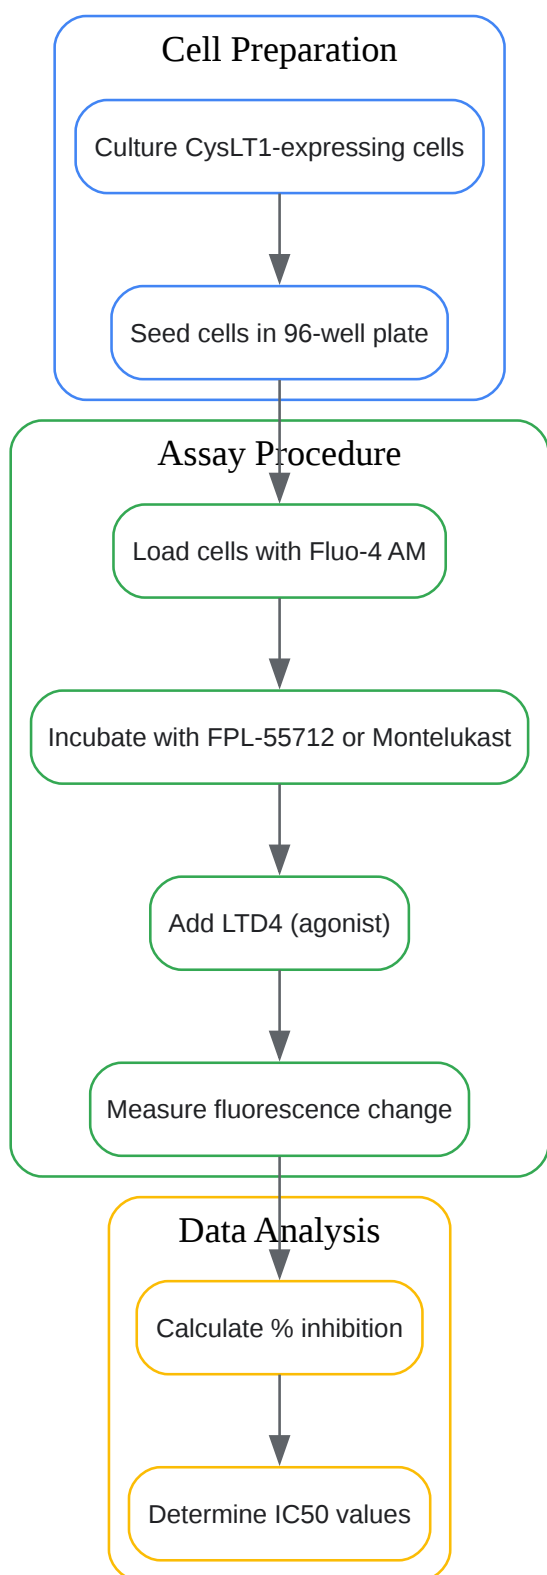 Cell Preparation
Culture CysLT1-expressing cells
Seed cells in 96-well plate
Assay Procedure
Load cells with Fluo-4 AM
Incubate with FPL-55712 or Montelukast
Add LTD4 (agonist)
Measure fluorescence change
Data Analysis
Calculate % inhibition
Determine IC50 values